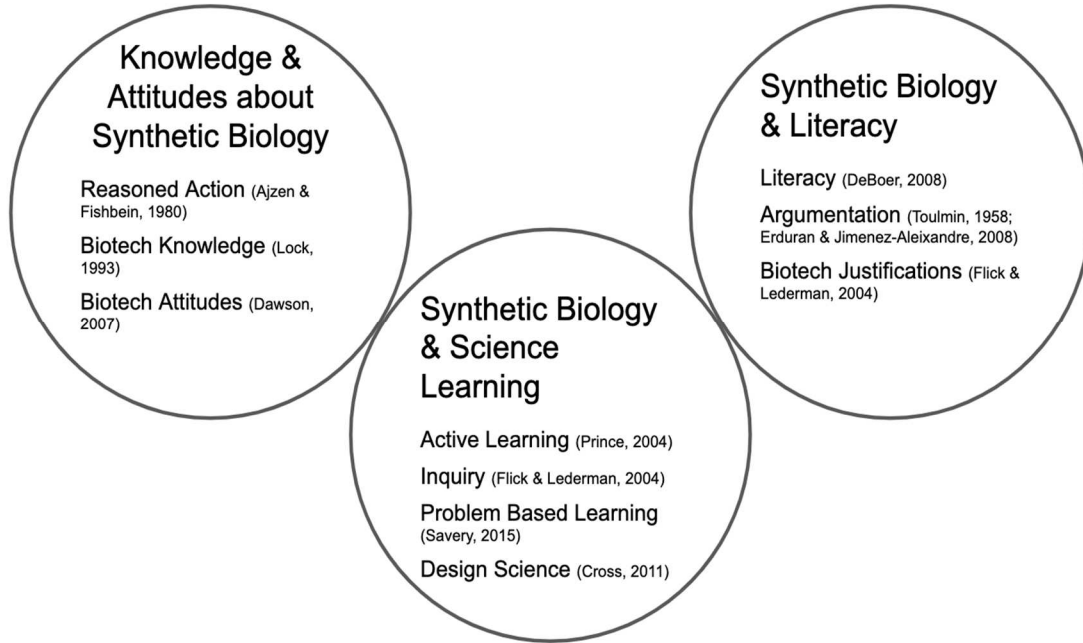 Knowledge &
Attitudes about
Synthetic Biology
Reasoned Action (Ajzen &
Fishbein, 1980)
Biotech Knowledge (Lock,
1993)
Biotech Attitudes (Dawson,
2007)
Synthetic Biology
& Science
Learning
Active Learning (Prince, 2004)
Inquiry (Flick & Lederman, 2004)
Problem Based Learning
(Savery, 2015)
Design Science (Cross, 2011)
Synthetic Biology
& Literacy
Literacy (DeBoer, 2008)
Argumentation (Toulmin, 1958;
Erduran & Jimenez-Aleixandre, 2008)
Biotech Justifications (Flick &
Lederman, 2004)